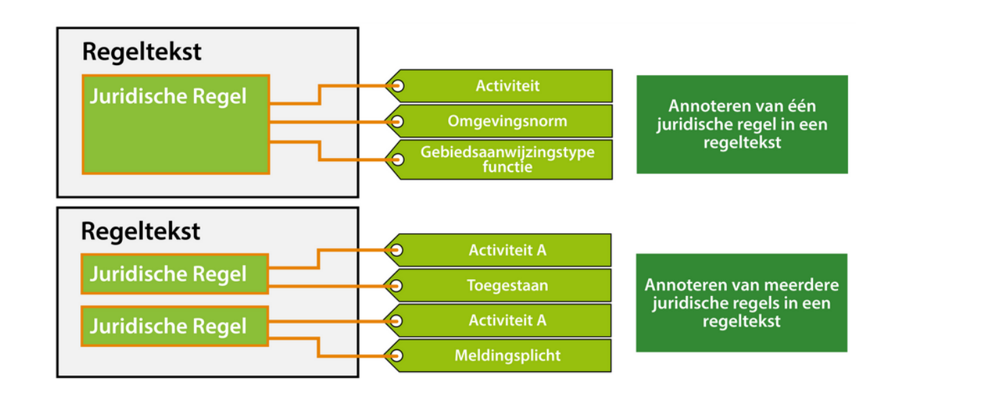 Regeltekst
Juridische Regel
Activiteit
Omgevingsnorm
Gebiedsaanwijzingstype
functie
Annoteren van één
juridische regel in een
regeltekst
Regeltekst
Juridische Regel
Juridische Regel
Activiteit A
Toegestaan
Activiteit A
Meldingsplicht
Annoteren van meerdere
juridische regels in een
regeltekst